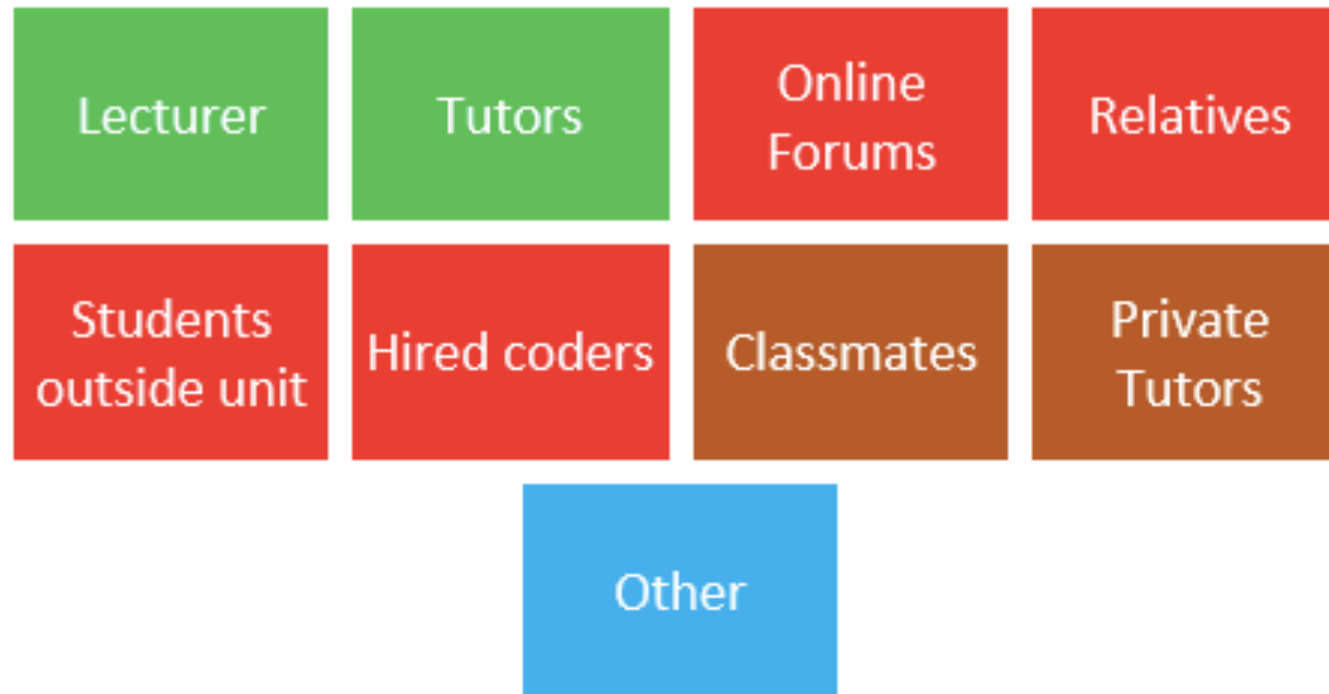 Lecturer
Tutors
Online
Forums
Relatives
Students
outside unit
Hired coders
Classmates
Private
Tutors
Other